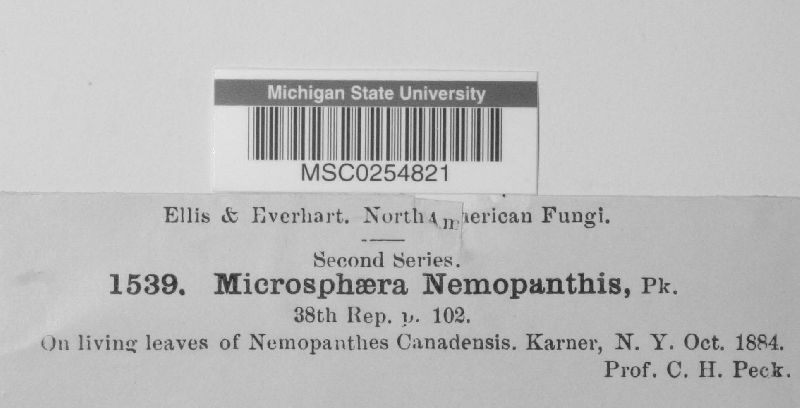 Michigan State University
MSC0254821
Ellis & Everhart. North American Fungi.
Second Series.
1539. Microsphæra Nemopanthis, Pk.
38th Rep. p. 102.
On living leaves of Nemopanthes Canadensis. Karner, N. Y. Oct. 1884.
Prof. C. H. Peck.